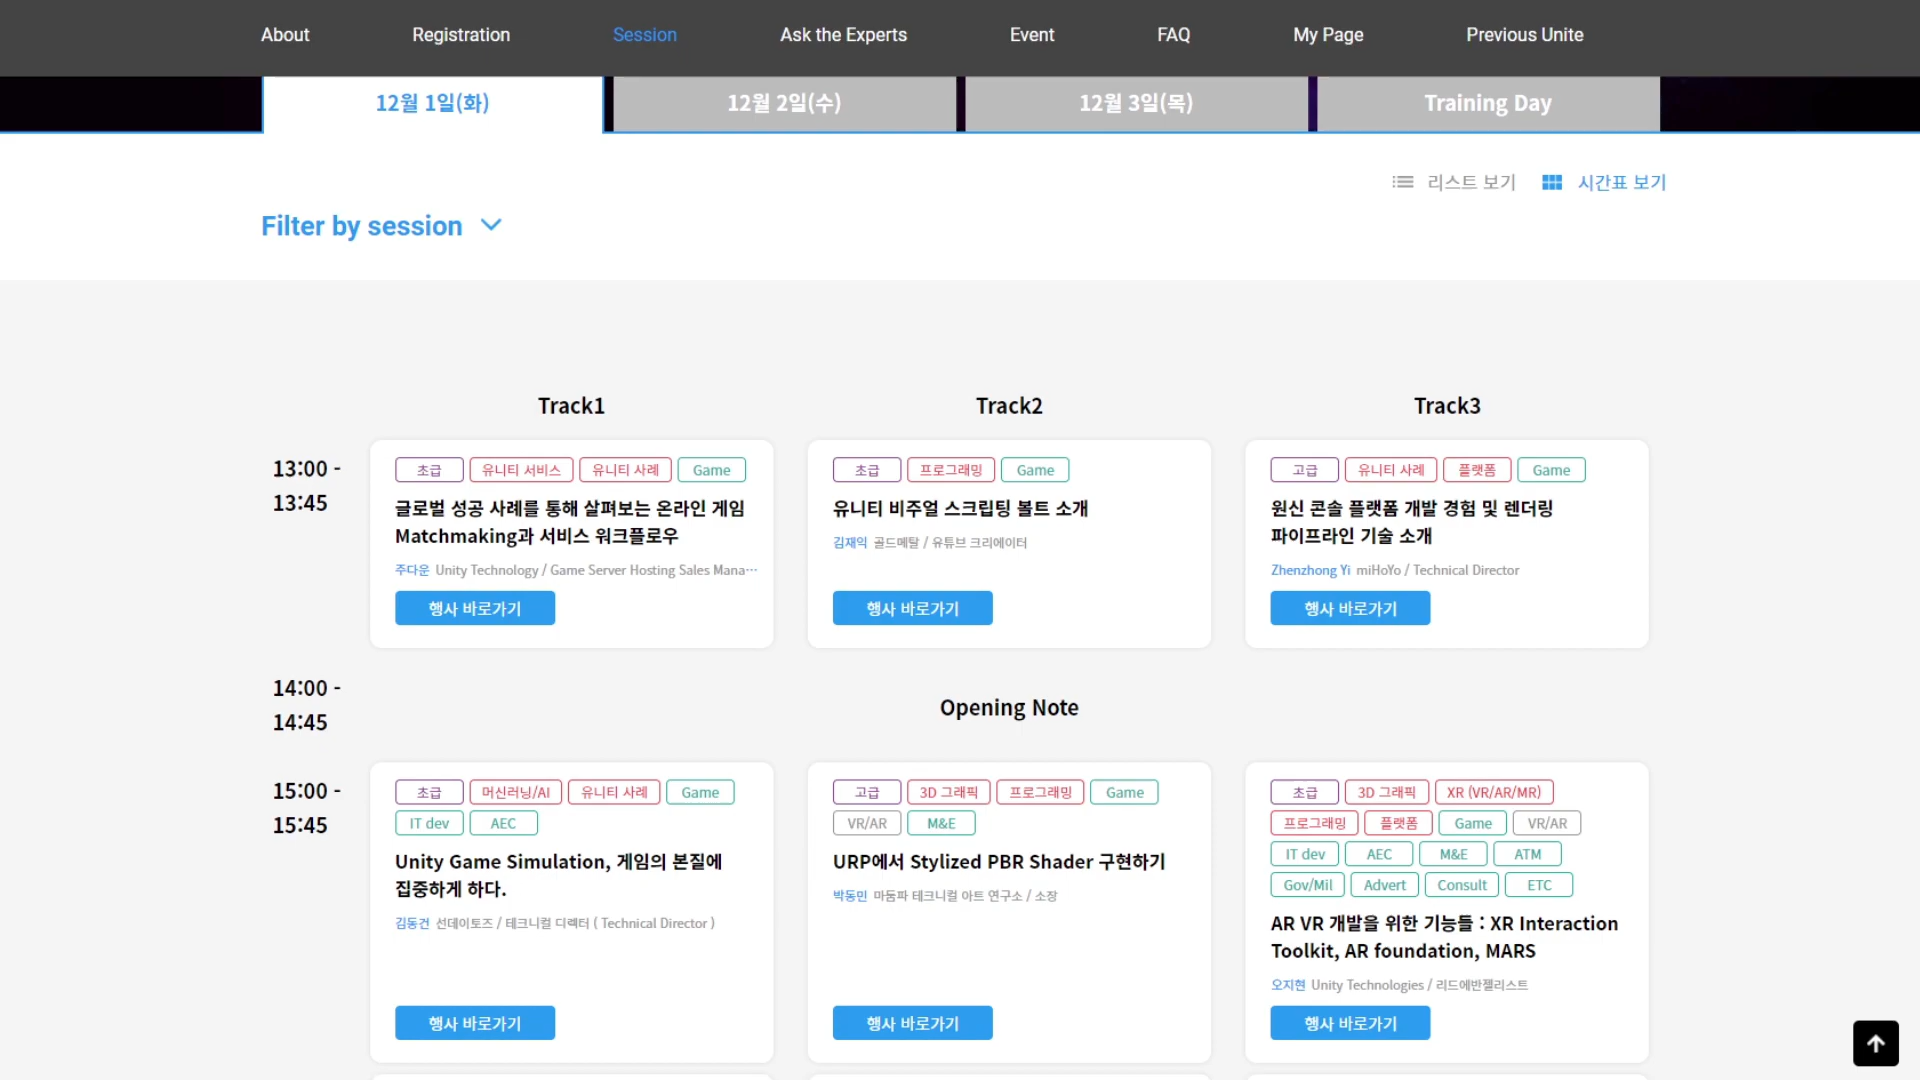 About Registration Session Ask the Experts Event FAQ My Page Previous Unite
12월 1일(화) 12월 2일(수) 12월 3일(목) Training Day
리스트 보기 시간표 보기
Filter by session
Track1 Track2 Track3
13:00 -
13:45
초급 유니티 서비스 유니티 사례 Game
글로벌 성공 사례를 통해 살펴보는 온라인 게임
Matchmaking과 서비스 워크플로우
주다운 Unity Technology / Game Server Hosting Sales Mana···
행사 바로가기
초급 프로그래밍 Game
유니티 비주얼 스크립팅 볼트 소개
김재익 골드메탈 / 유튜브 크리에이터
행사 바로가기
고급 유니티 사례 플랫폼 Game
원신 콘솔 플랫폼 개발 경험 및 렌더링
파이프라인 기술 소개
Zhenzhong Yi miHoYo / Technical Director
행사 바로가기
14:00 -
14:45
Opening Note
15:00 -
15:45
초급 머신러닝/AI 유니티 사례 Game
IT dev AEC
Unity Game Simulation, 게임의 본질에
집중하게 하다.
김동건 선데이토즈 / 테크니컬 디렉터 ( Technical Director )
행사 바로가기
고급 3D 그래픽 프로그래밍 Game
VR/AR M&E
URP에서 Stylized PBR Shader 구현하기
박동민 마둠파 테크니컬 아트 연구소 / 소장
행사 바로가기
초급 3D 그래픽 XR (VR/AR/MR)
프로그래밍 플랫폼 Game VR/AR
IT dev AEC M&E ATM
Gov/Mil Advert Consult ETC
AR VR 개발을 위한 기능들 : XR Interaction
Toolkit, AR foundation, MARS
오지현 Unity Technologies / 리드에반젤리스트
행사 바로가기